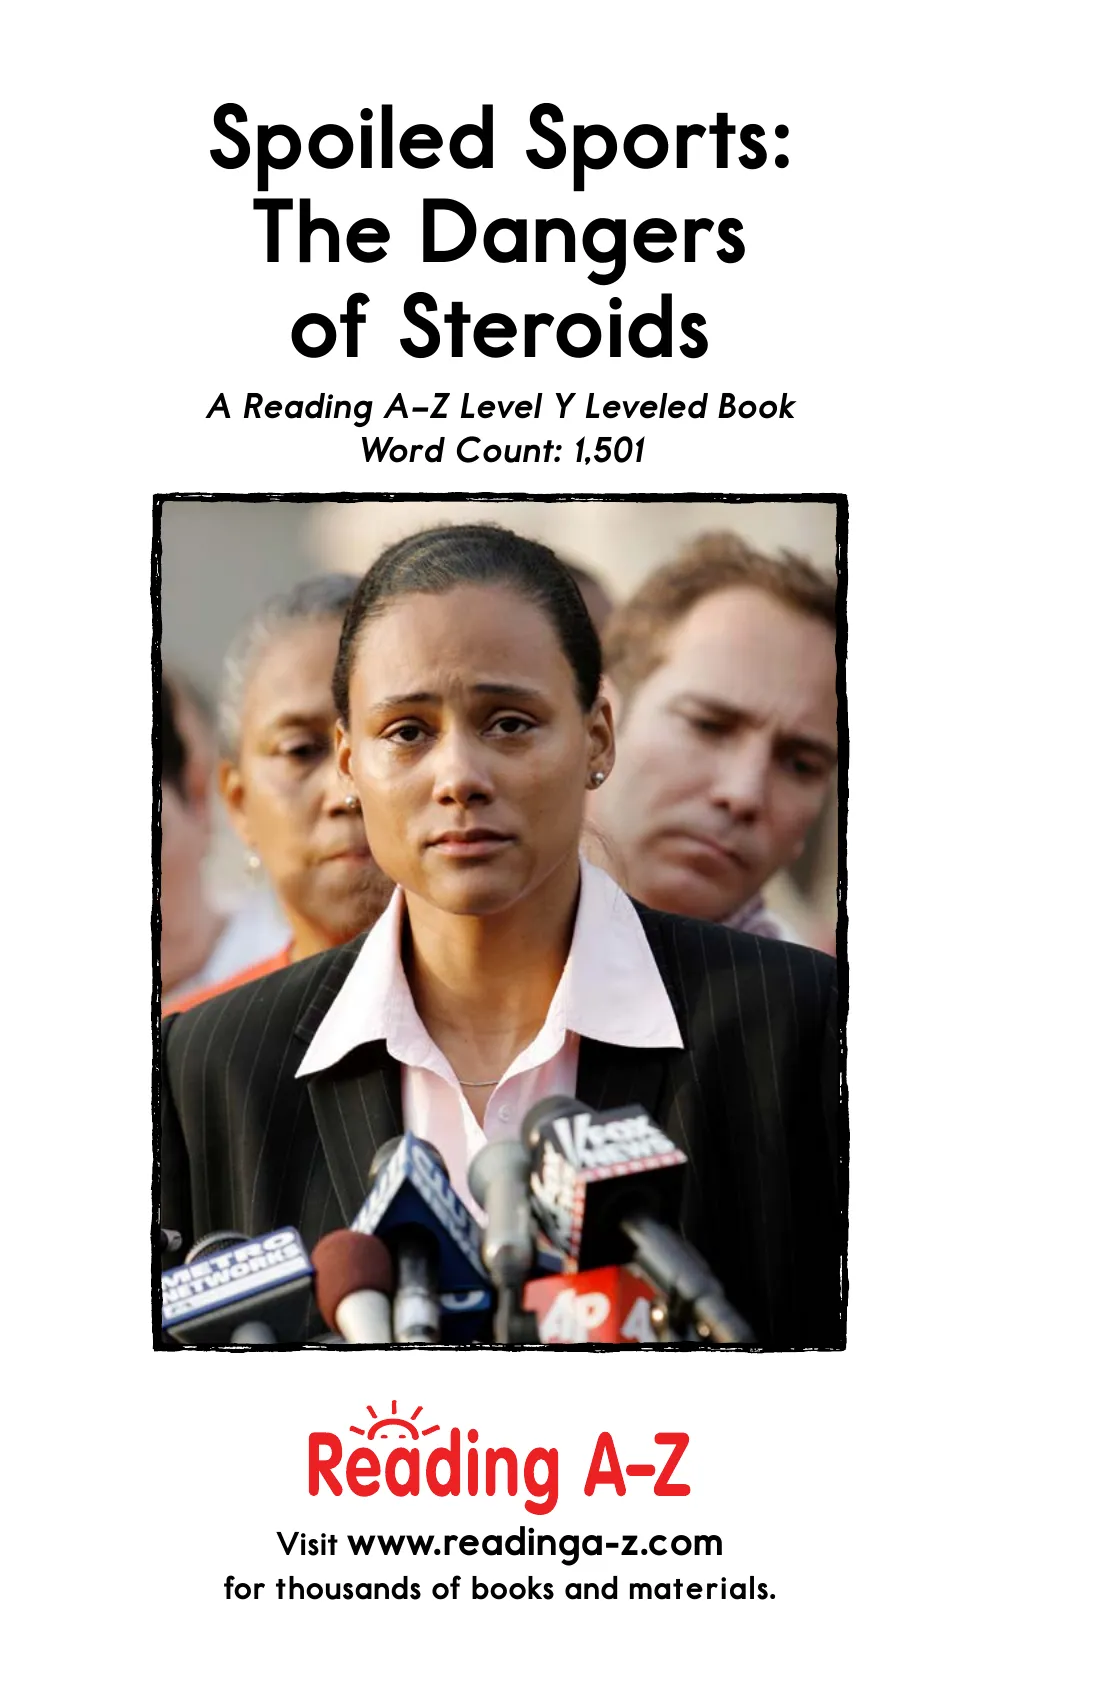 Spoiled Sports:
The Dangers
of Steroids
A Reading A–Z Level Y Leveled Book
Word Count: 1,501
FOX
NEWS
METRO
NETWORKS
AP
Reading A–Z
Visit www.readinga-z.com
for thousands of books and materials.